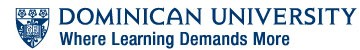 DOMINICAN UNIVERSITY
Where Learning Demands More